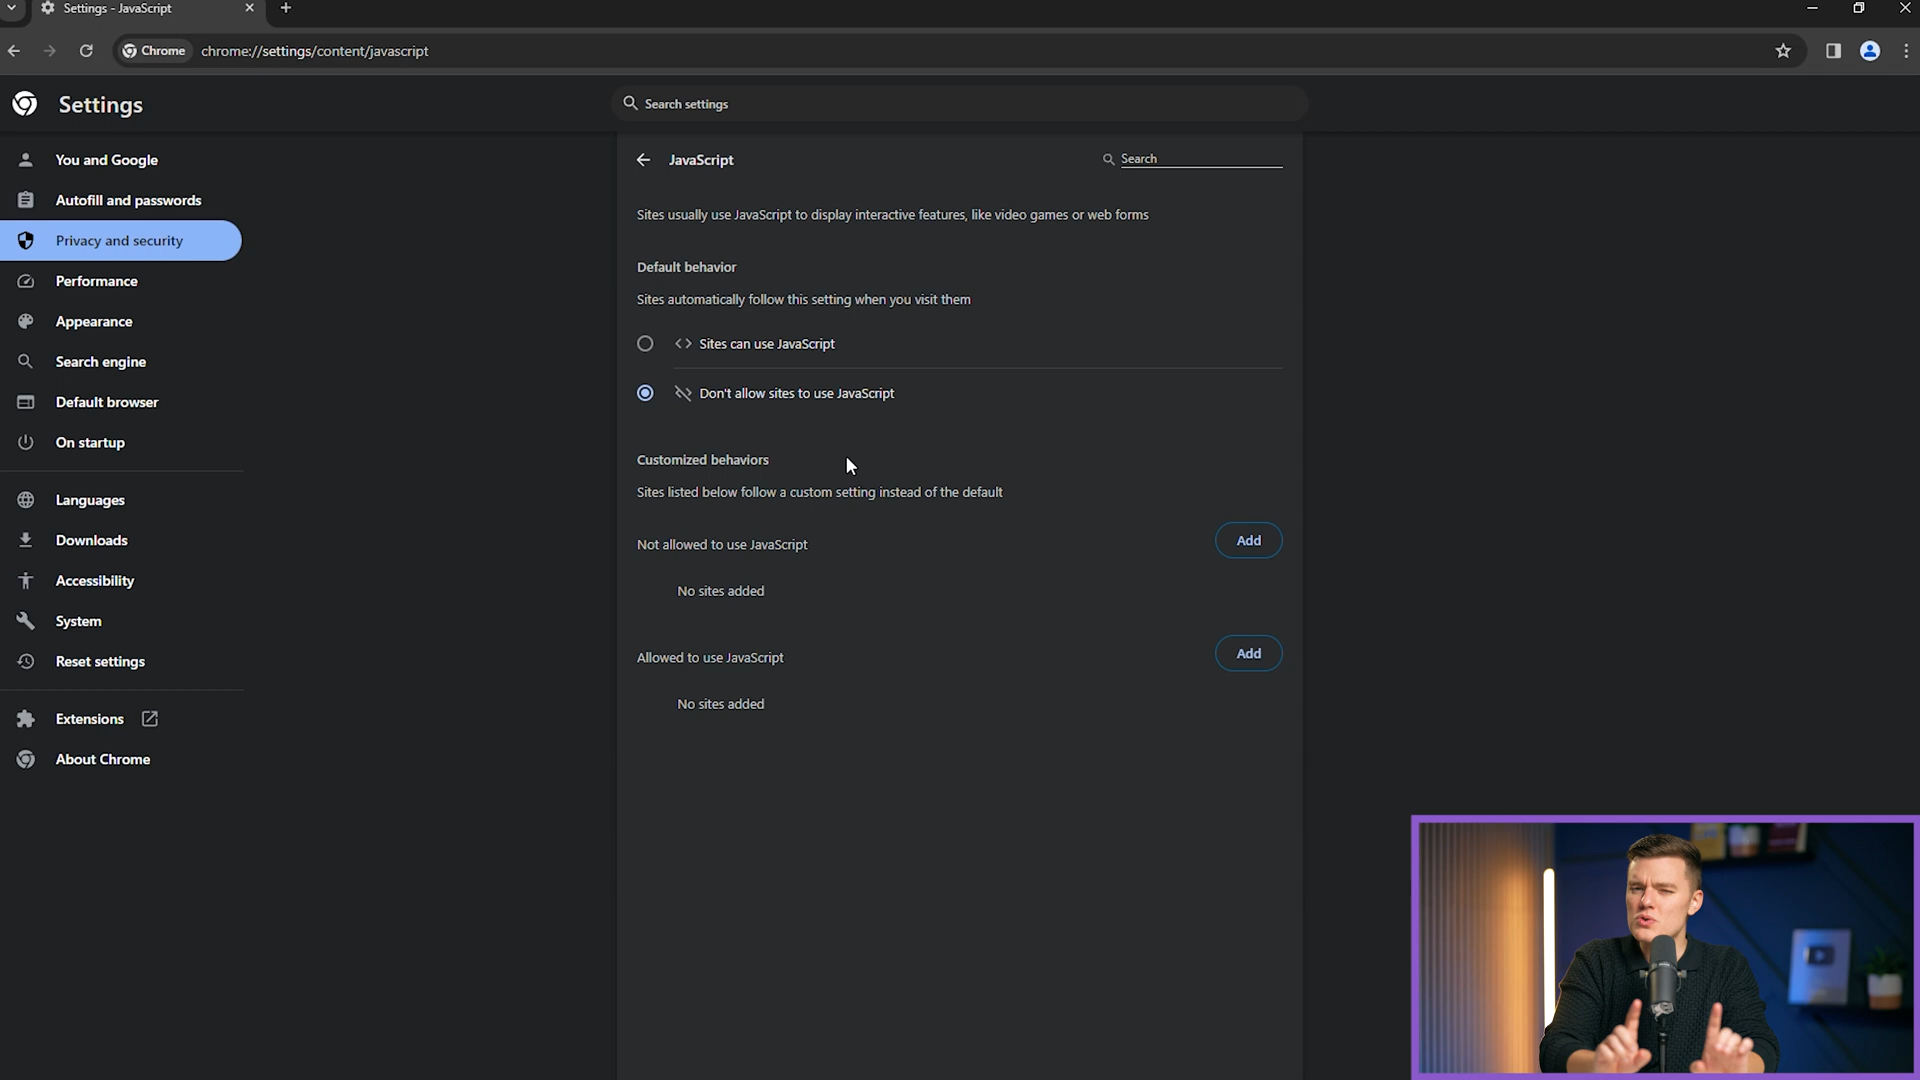 Settings - JavaScript
Chrome
chrome://settings/content/javascript
Settings
Search settings
You and Google
Autofill and passwords
Privacy and security
Performance
Appearance
Search engine
Default browser
On startup
Languages
Downloads
Accessibility
System
Reset settings
Extensions
About Chrome
JavaScript
Search
Sites usually use JavaScript to display interactive features, like video games or web forms
Default behavior
Sites automatically follow this setting when you visit them
Sites can use JavaScript
Don't allow sites to use JavaScript
Customized behaviors
Sites listed below follow a custom setting instead of the default
Not allowed to use JavaScript
Add
No sites added
Allowed to use JavaScript
Add
No sites added